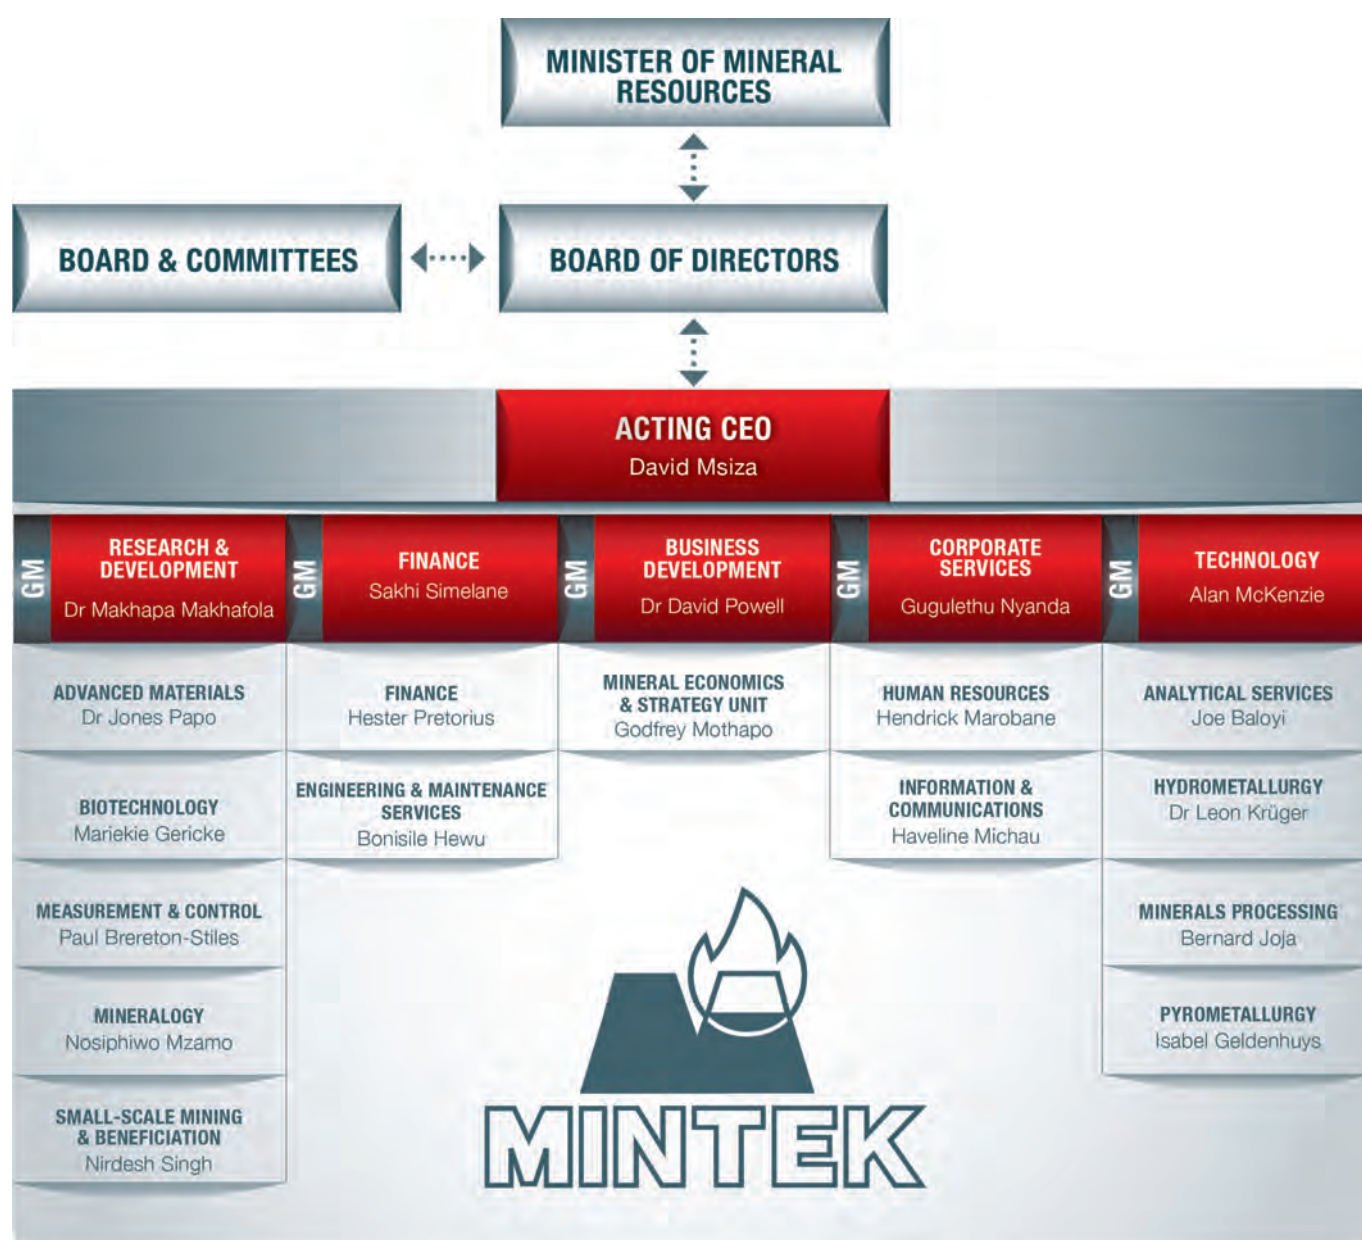 MINISTER OF MINERAL
RESOURCES
BOARD & COMMITTEES
BOARD OF DIRECTORS
ACTING CEO
David Msiza
GM
RESEARCH &
DEVELOPMENT
Dr Makhapa Makhafola
ADVANCED MATERIALS
Dr Jones Papo
BIOTECHNOLOGY
Mariekie Gericke
MEASUREMENT & CONTROL
Paul Brereton-Stiles
MINERALOGY
Nosiphiwo Mzamo
SMALL-SCALE MINING
& BENEFICIATION
Nirdesh Singh
GM
FINANCE
Sakhi Simelane
FINANCE
Hester Pretorius
ENGINEERING & MAINTENANCE
SERVICES
Bonisile Hewu
GM
BUSINESS
DEVELOPMENT
Dr David Powell
MINERAL ECONOMICS
& STRATEGY UNIT
Godfrey Mothapo
GM
CORPORATE
SERVICES
Gugulethu Nyanda
HUMAN RESOURCES
Hendrick Marobane
INFORMATION &
COMMUNICATIONS
Haveline Michau
GM
TECHNOLOGY
Alan McKenzie
ANALYTICAL SERVICES
Joe Baloyi
HYDROMETALLURGY
Dr Leon Krüger
MINERALS PROCESSING
Bernard Joja
PYROMETALLURGY
Isabel Geldenhuys
MINTEK